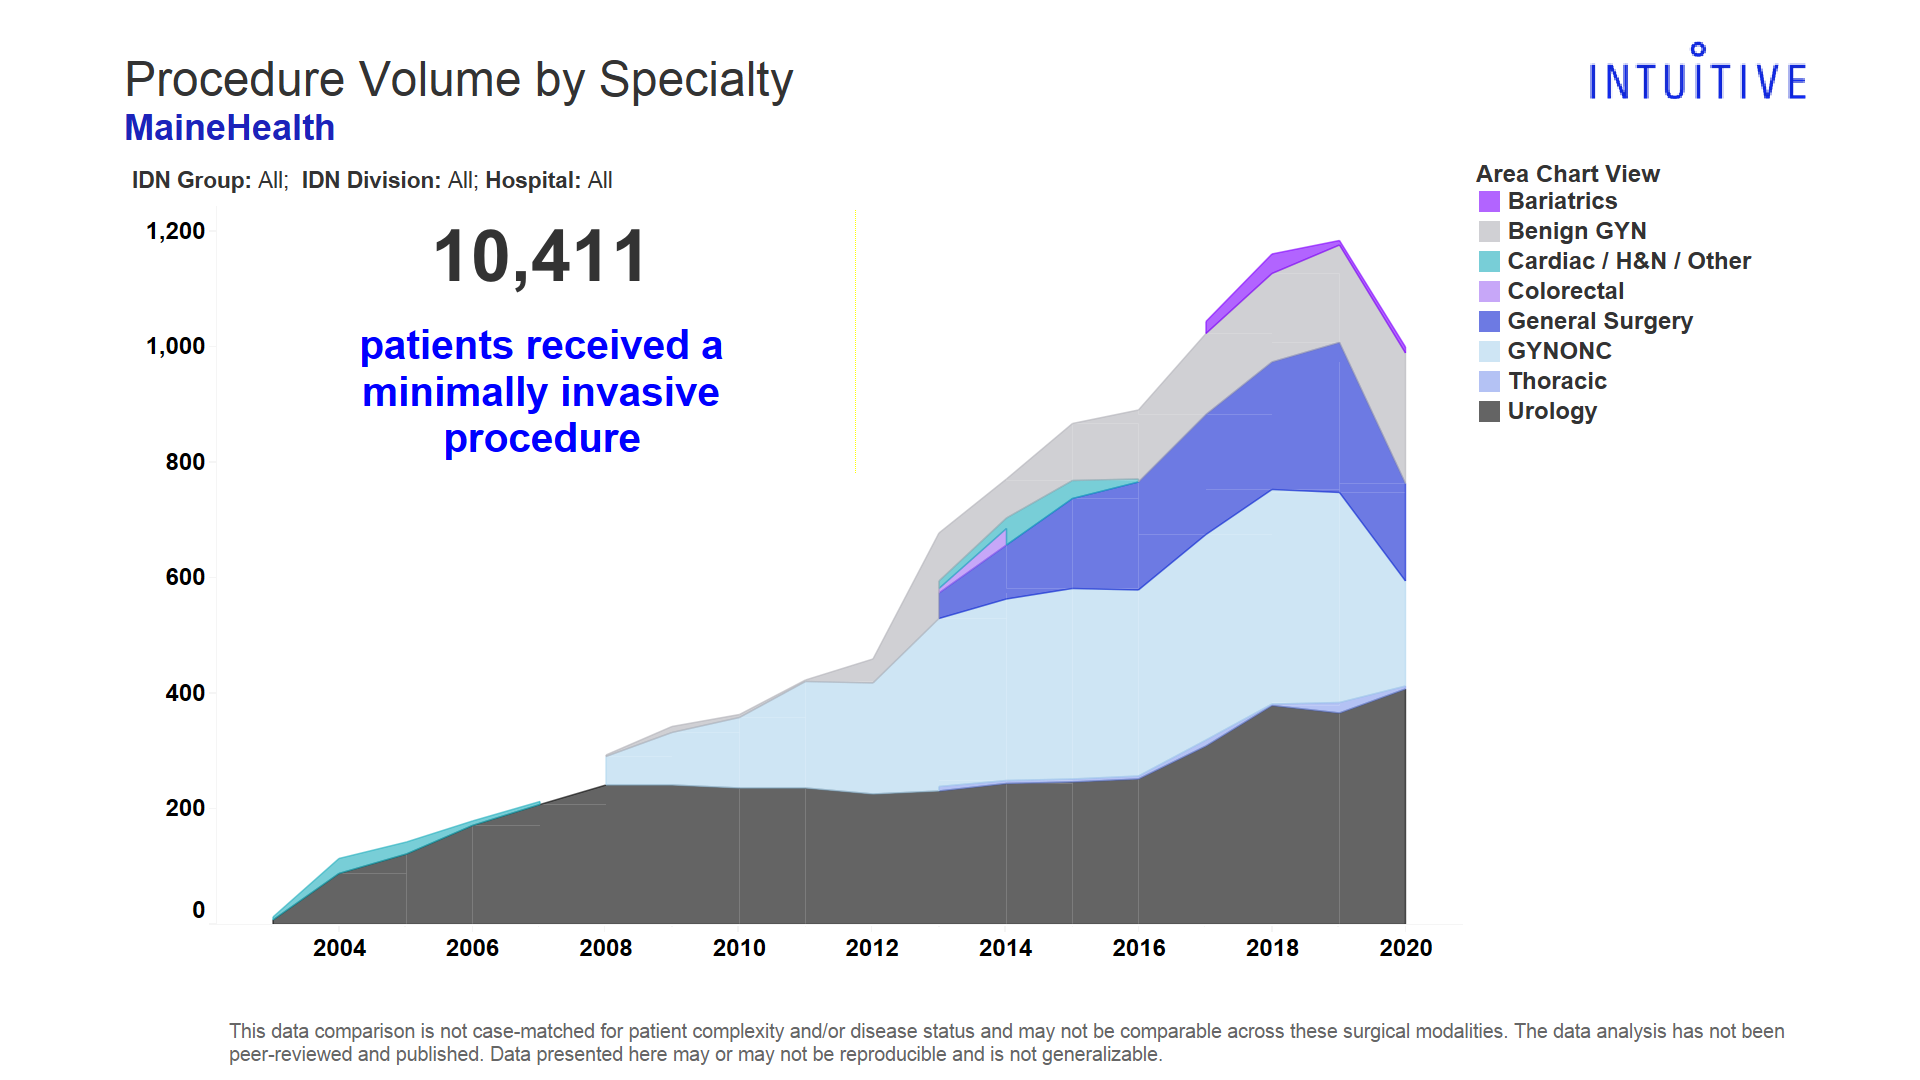 Procedure Volume by Specialty
MaineHealth
INTUITIVE
IDN Group: All; IDN Division: All; Hospital: All
10,411
patients received a
minimally invasive
procedure
Area Chart View
Bariatrics
Benign GYN
Cardiac / H&N / Other
Colorectal
General Surgery
GYNONC
Thoracic
Urology
1,200
1,000
800
600
400
200
0
2004 2006 2008 2010 2012 2014 2016 2018 2020
This data comparison is not case-matched for patient complexity and/or disease status and may not be comparable across these surgical modalities. The data analysis has not been
peer-reviewed and published. Data presented here may or may not be reproducible and is not generalizable.